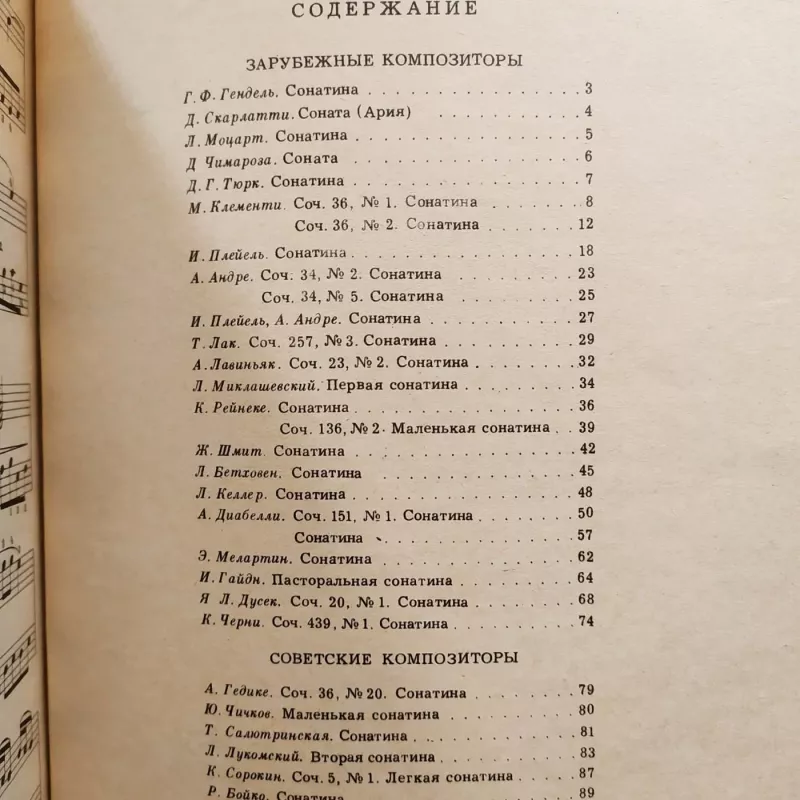 СОДЕРЖАНИЕ
ЗАРУБЕЖНЫЕ КОМПОЗИТОРЫ
Г. Ф. Гендель. Сонатина . . . . . . . . . . . . . 3
Д. Скарлатти. Соната (Ария) . . . . . . . . . . 4
Л. Моцарт. Сонатина . . . . . . . . . . . . . . 5
Д Чимароза. Соната . . . . . . . . . . . . . . 6
Д. Г. Тюрк. Сонатина . . . . . . . . . . . . . . 7
М. Клементи. Соч. 36, № 1. Сонатина . . . . . . 8
Соч. 36, № 2. Сонатина . . . . . . 12
И. Плейель. Сонатина . . . . . . . . . . . . . 18
А. Андре. Соч. 34, № 2. Сонатина . . . . . . . 23
Соч. 34, № 5. Сонатина . . . . . . . 25
И. Плейель, А. Андре. Сонатина . . . . . . . . 27
Т. Лак. Соч. 257, № 3. Сонатина . . . . . . . . 29
А. Лавиньяк. Соч. 23, № 2. Сонатина . . . . . . 32
Л. Миклашевский. Первая сонатина . . . . . . . 34
К. Рейнеке. Сонатина . . . . . . . . . . . . . 36
Соч. 136, № 2. Маленькая сонатина . . 39
Ж. Шмит. Сонатина . . . . . . . . . . . . . . 42
Л. Бетховен. Сонатина . . . . . . . . . . . . 45
Л. Келлер. Сонатина . . . . . . . . . . . . . 48
А. Диабелли. Соч. 151, № 1. Сонатина . . . . . . 50
Сонатина . . . . . . . . . . . 57
Э. Мелартин. Сонатина . . . . . . . . . . . . 62
И. Гайдн. Пасторальная сонатина . . . . . . . . 64
Я Л. Дусек. Соч. 20, № 1. Сонатина . . . . . . . 68
К. Черни. Соч. 439, № 1. Сонатина . . . . . . . . 74
СОВЕТСКИЕ КОМПОЗИТОРЫ
А. Гедике. Соч. 36, № 20. Сонатина . . . . . . . 79
Ю. Чичков. Маленькая сонатина . . . . . . . . 80
Т. Салютринская. Сонатина . . . . . . . . . . 81
Л. Лукомский. Вторая сонатина . . . . . . . . . 83
К. Сорокин. Соч. 5, № 1. Легкая сонатина . . . . . 87
Р. Бойко. Сонатина . . . . . . . . . . . . . 89